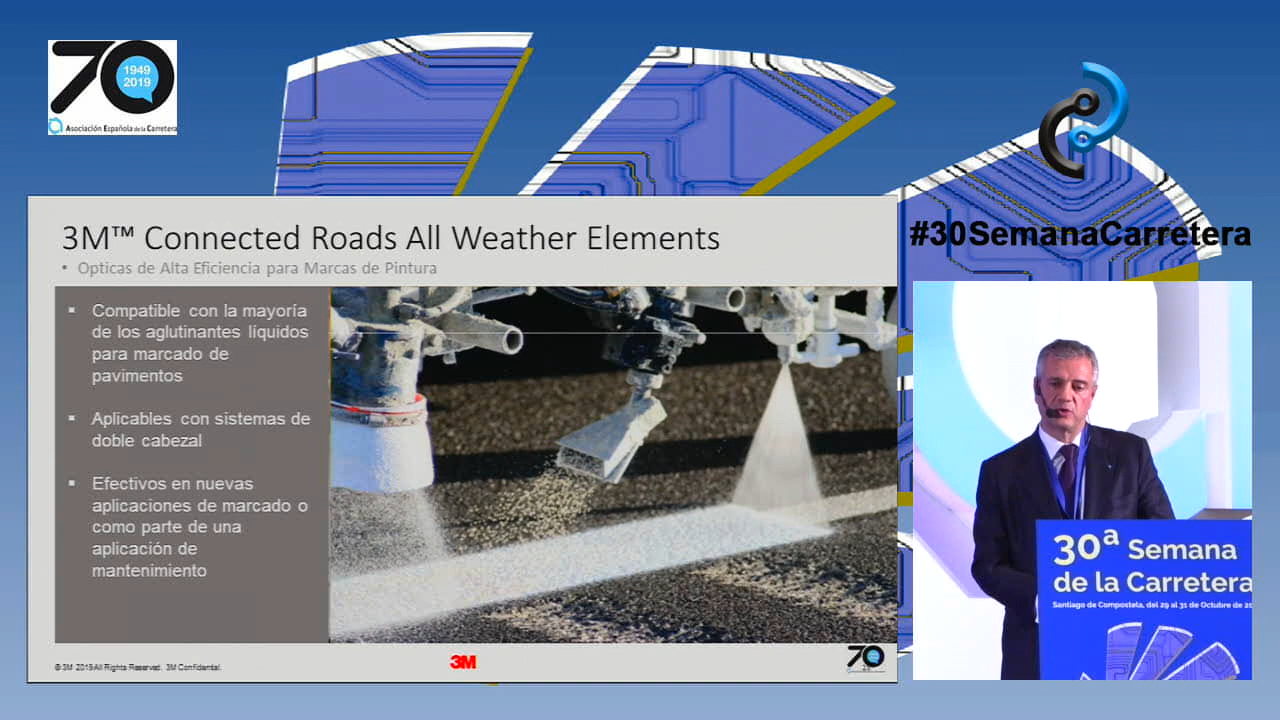 70
1949
2019
Asociación Española de la Carretera
#30SemanaCarretera
3M™ Connected Roads All Weather Elements
• Opticas de Alta Eficiencia para Marcas de Pintura
▪ Compatible con la mayoría
de los aglutinantes líquidos
para marcado de
pavimentos
▪ Aplicables con sistemas de
doble cabezal
▪ Efectivos en nuevas
aplicaciones de marcado o
como parte de una
aplicación de
mantenimiento
© 3M 2019 All Rights Reserved. 3M Confidential.
3M
70
30ª Semana
de la Carretera
Santiago de Compostela, del 29 al 31 de Octubre de